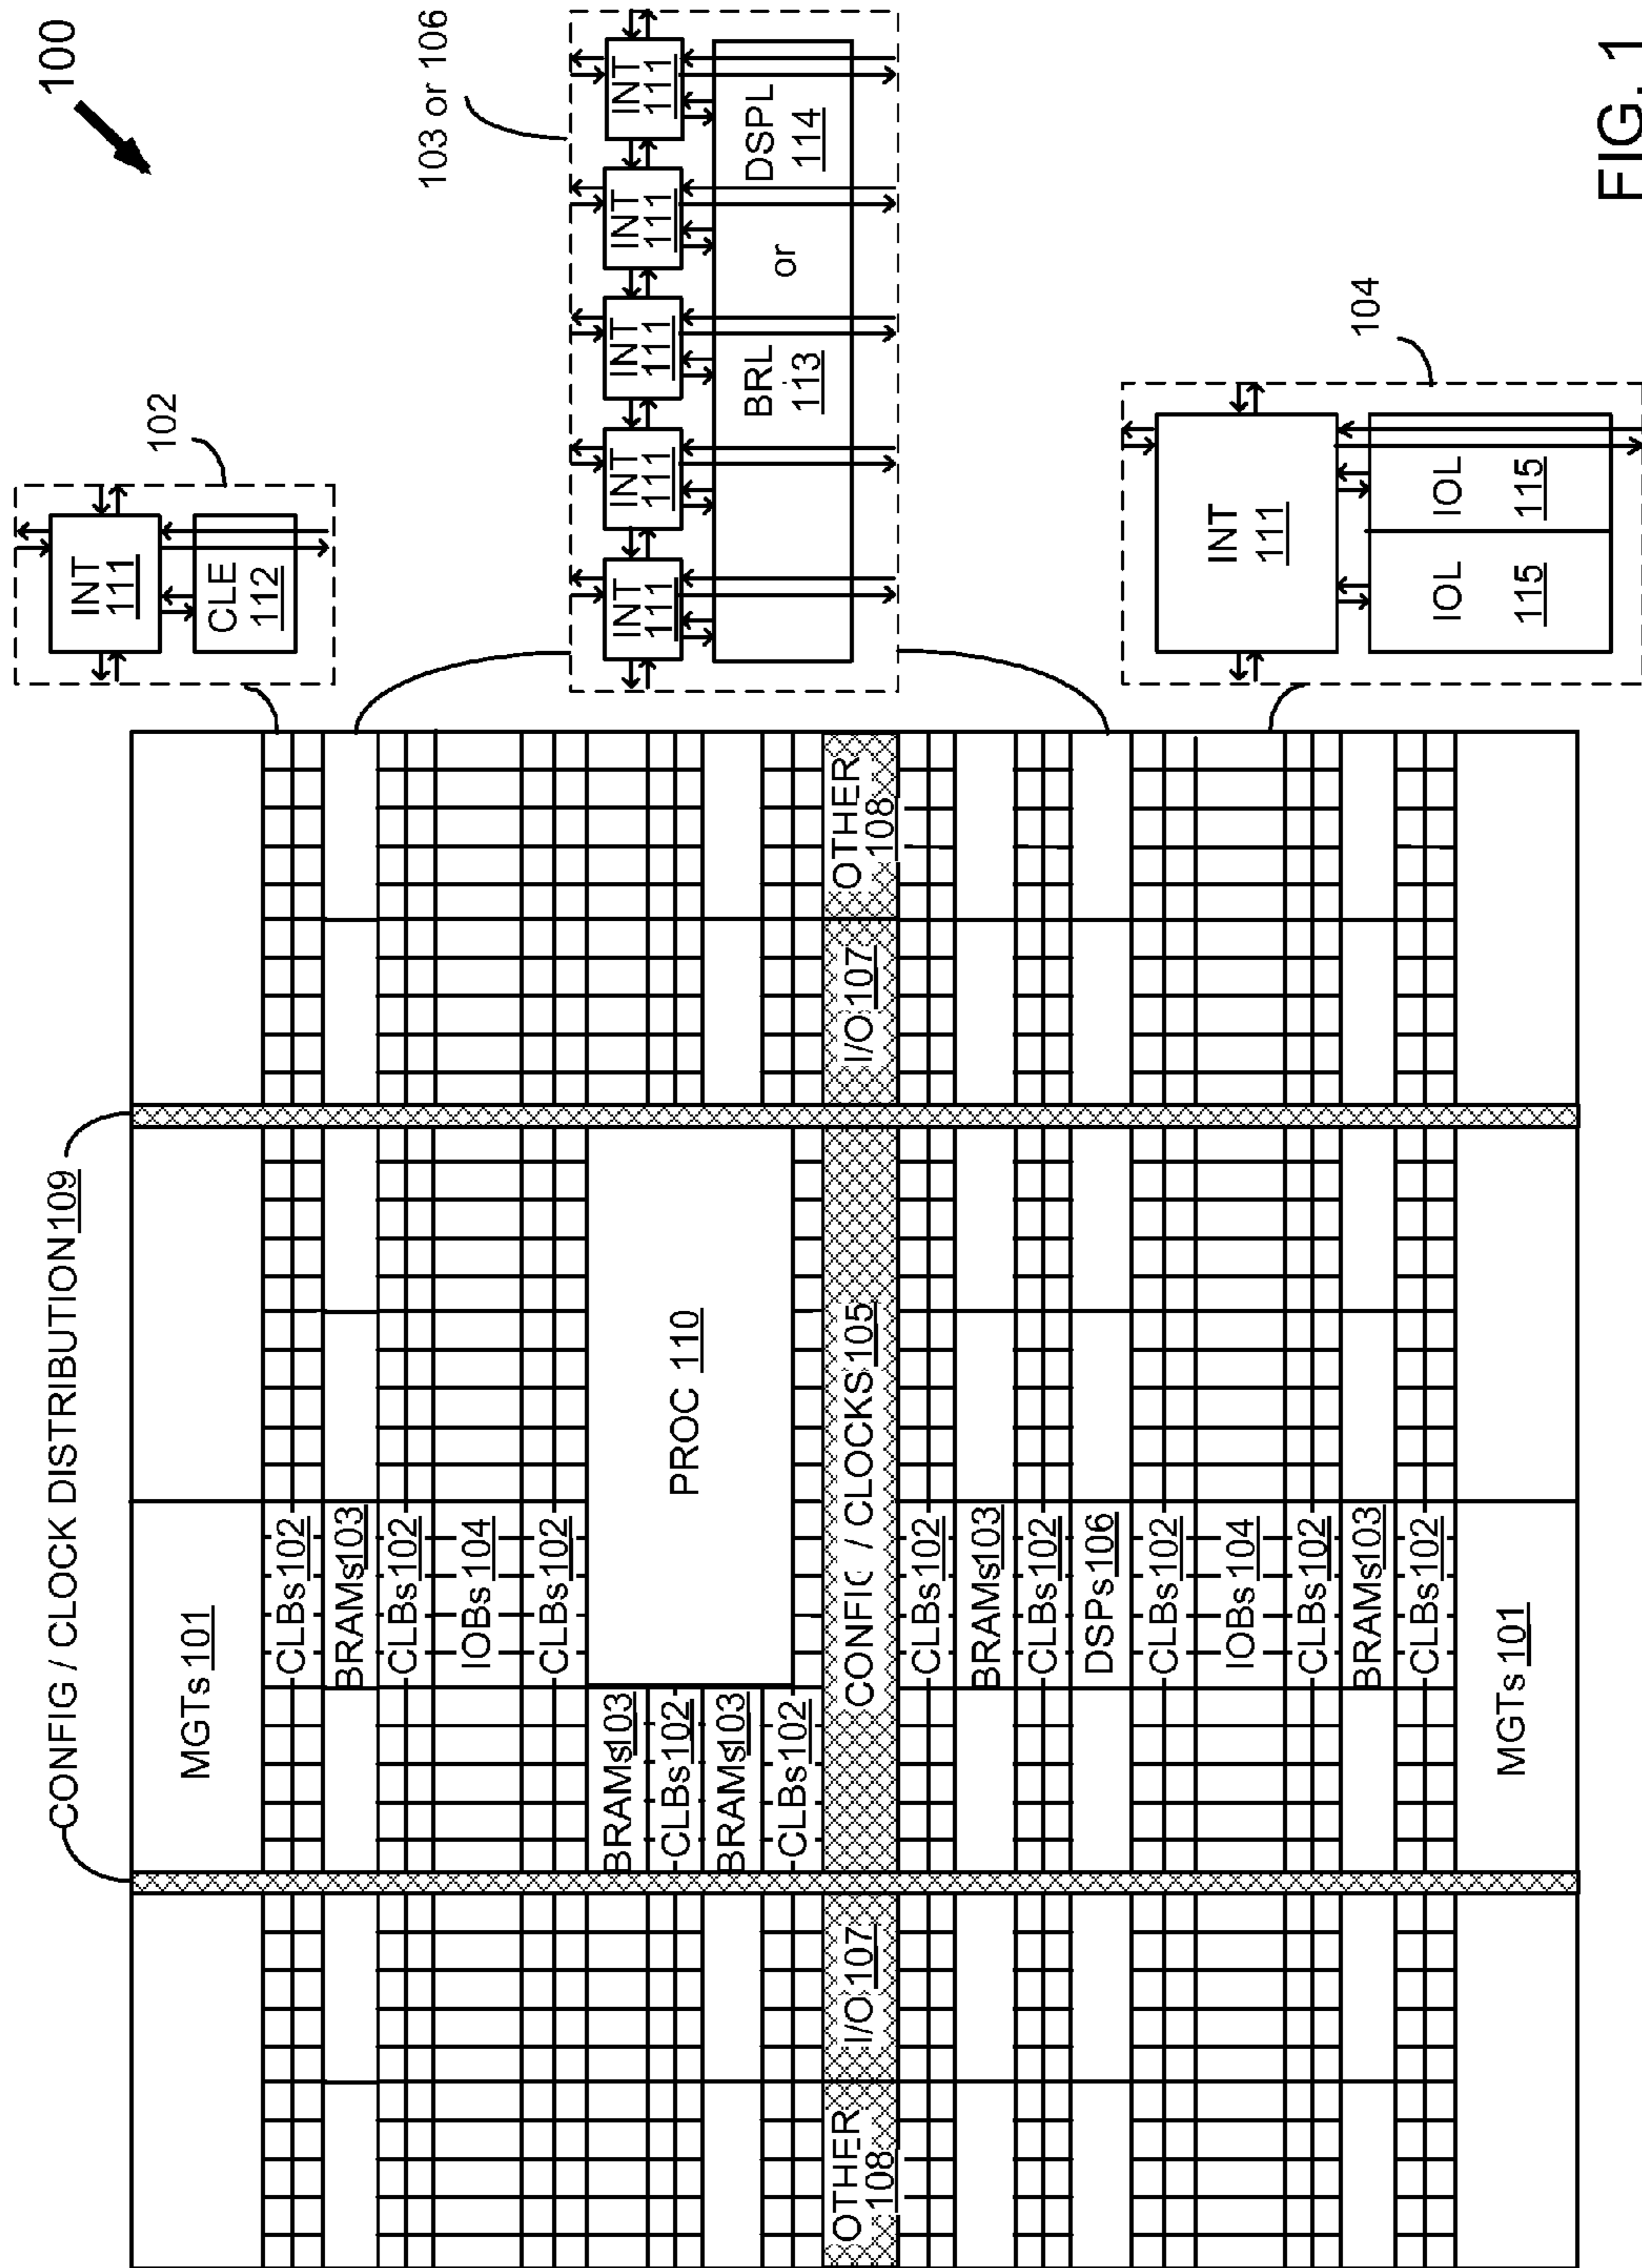 100
CONFIG / CLOCK DISTRIBUTION 109
MGTs 101
CLBs 102
BRAMs 103
CLBs 102
IOBs 104
CLBs 102
BRAMs 103
CLBs 102
BRAMs 103
CLBs 102
PROC 110
OTHER
108
I/O 107
CONFIG / CLOCKS 105
I/O 107
OTHER
108
CLBs 102
BRAMs 103
CLBs 102
DSPs 106
CLBs 102
IOBs 104
CLBs 102
BRAMs 103
CLBs 102
MGTs 101
102
INT
111
CLE
112
103 or 106
INT
111
INT
111
INT
111
INT
111
INT
111
BRL
113
or
DSPL
114
104
INT
111
IOL
115
IOL
115
FIG. 1